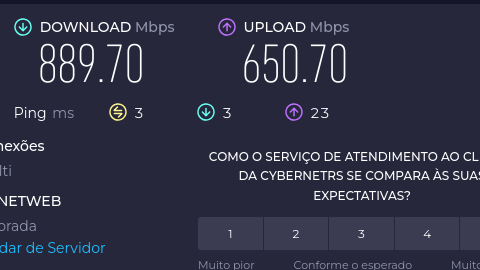 DOWNLOAD Mbps
UPLOAD Mbps
889.70
650.70
Ping ms
3
3
23
nexões
lti
COMO O SERVIÇO DE ATENDIMENTO AO CL
DA CYBERNETRS SE COMPARA ÀS SUAS
EXPECTATIVAS?
NETWEB
orada
dar de Servidor
1
2
3
4
Muito pior
Conforme o esperado
Muito